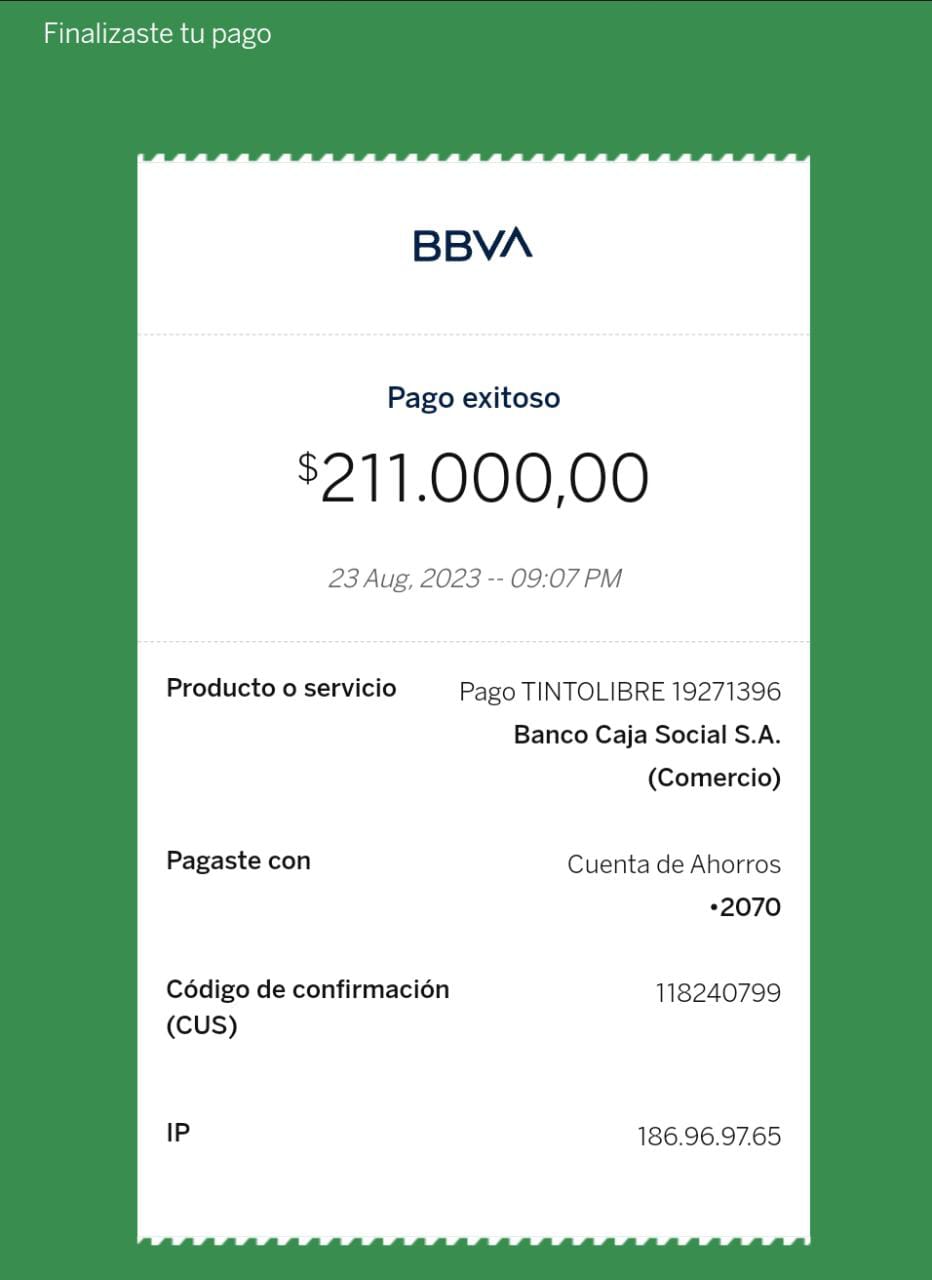 Finalizaste tu pago
BBVA
Pago exitoso
$211.000,00
23 Aug, 2023 -- 09:07 PM
Producto o servicio
Pago TINTOLIBRE 19271396
Banco Caja Social S.A.
(Comercio)
Pagaste con
Cuenta de Ahorros
•2070
Código de confirmación
(CUS)
118240799
IP
186.96.97.65